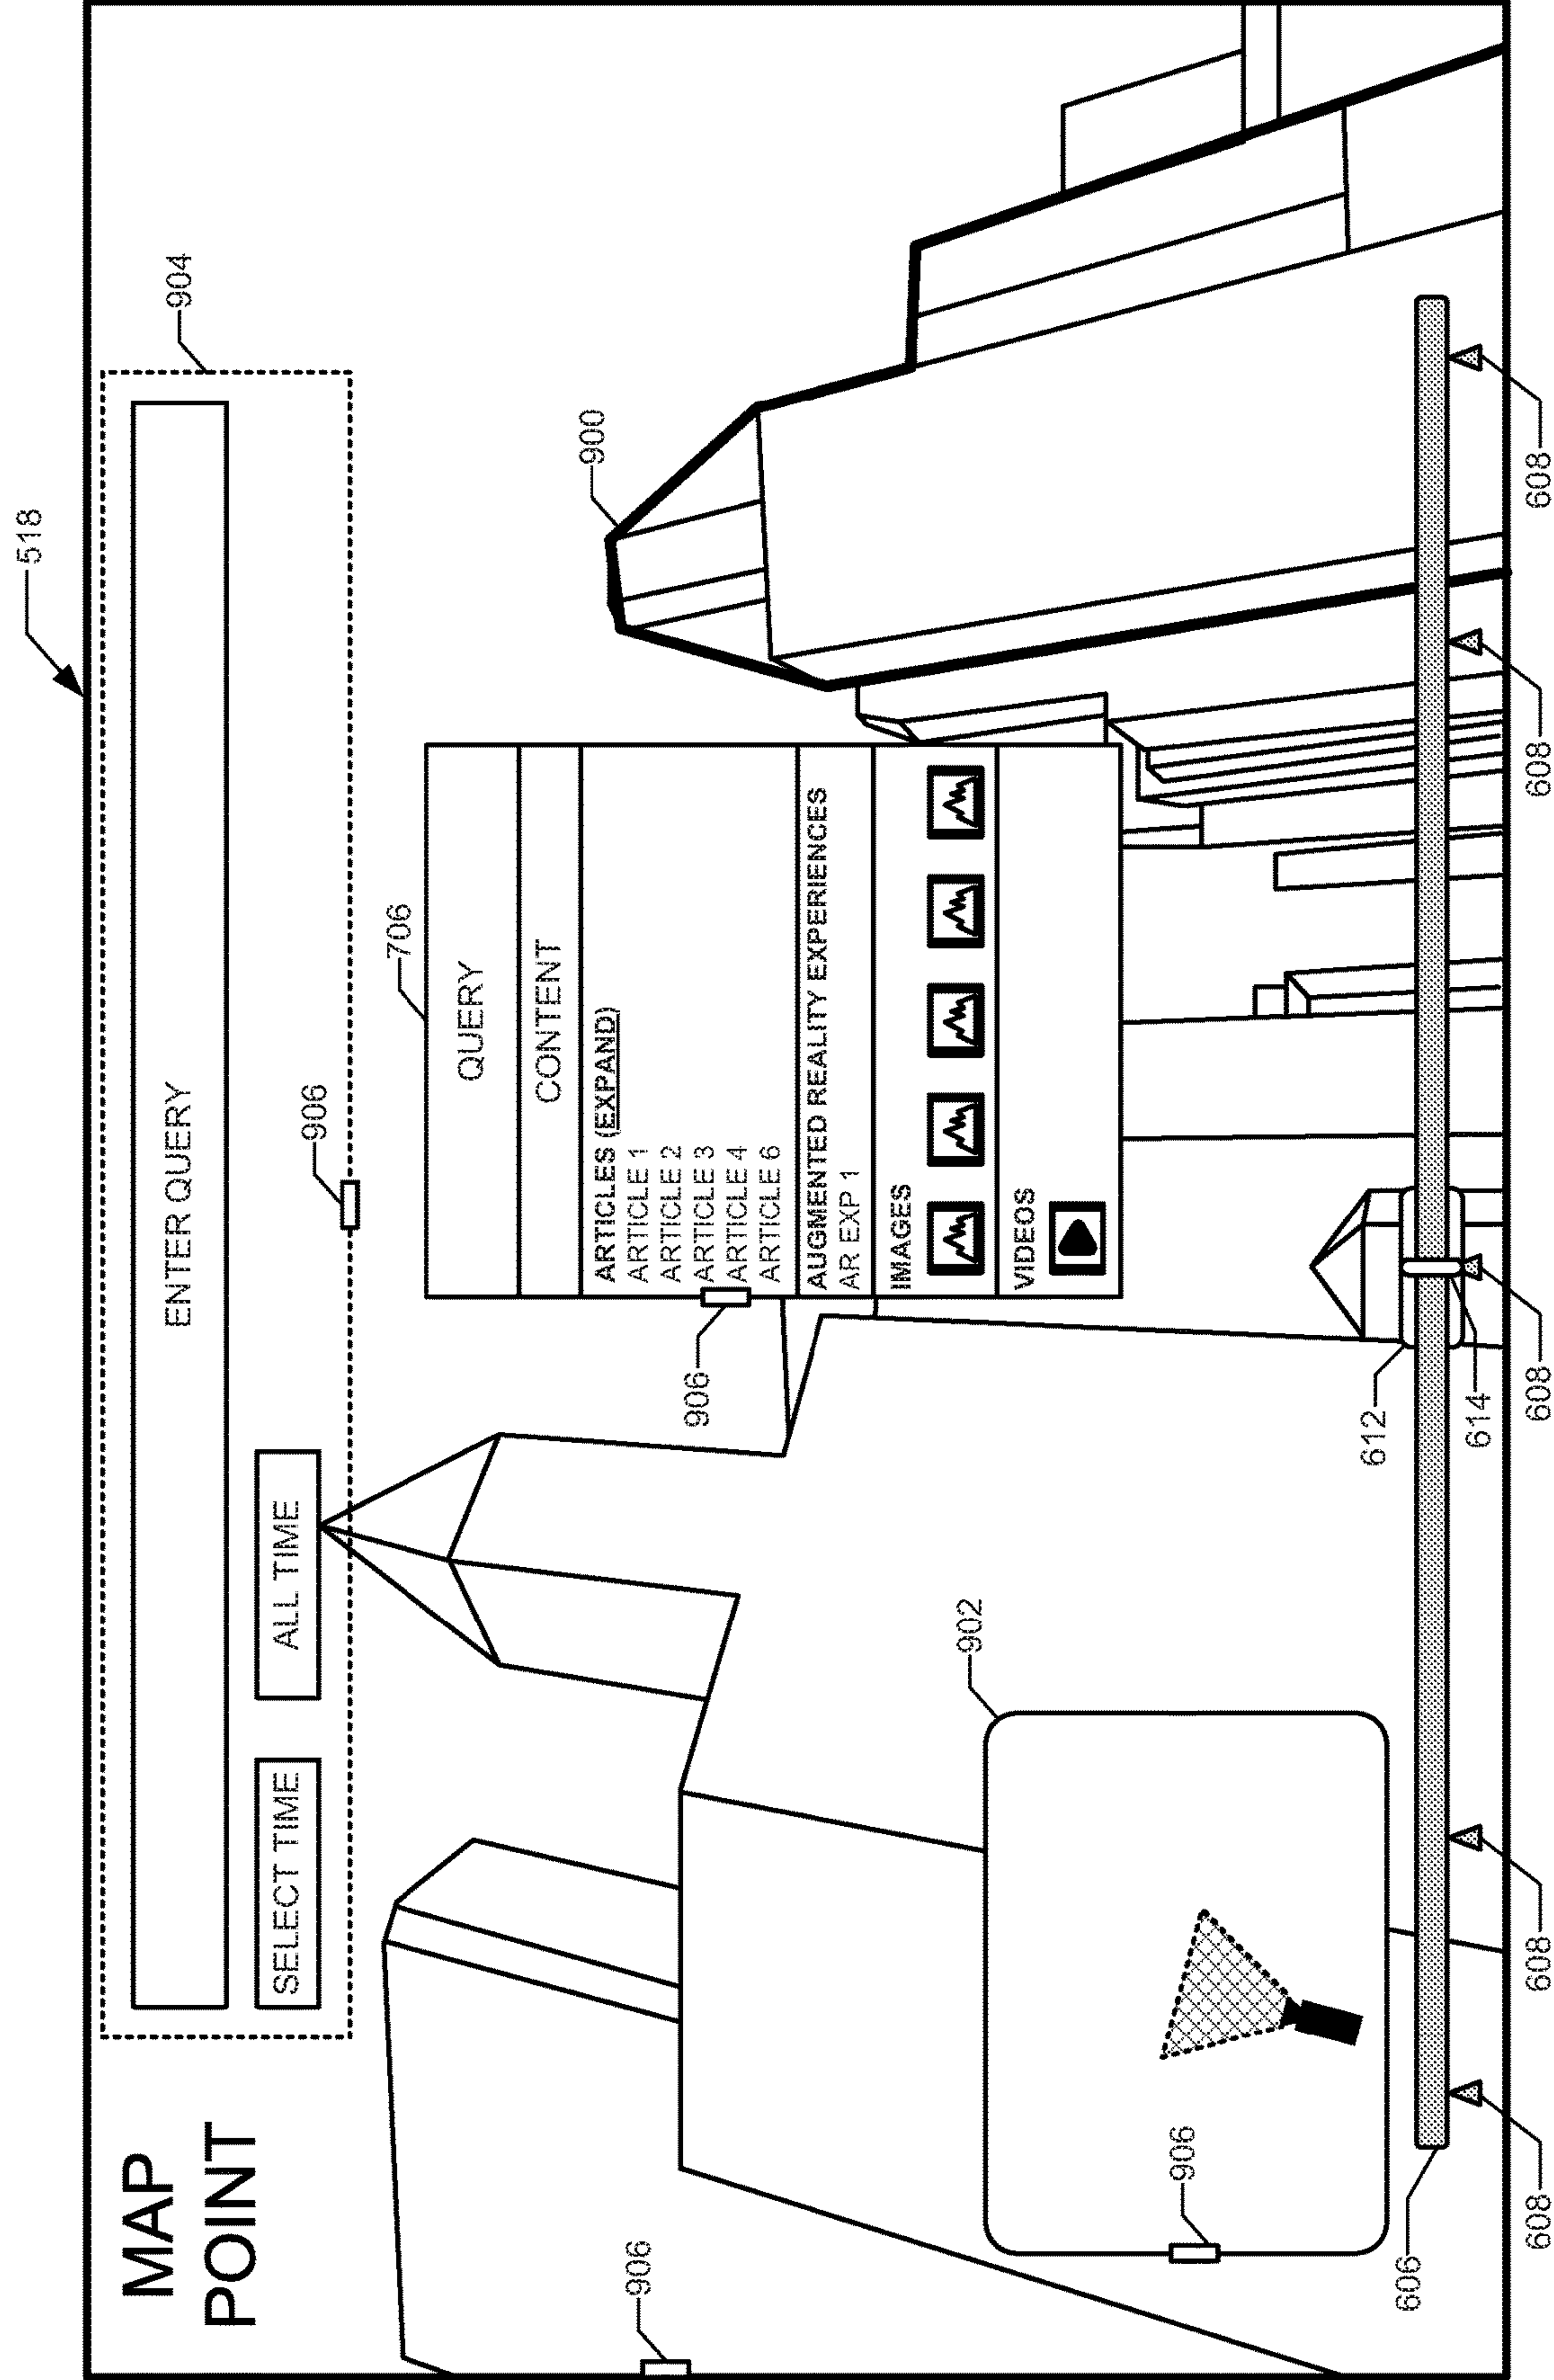 518
MAP
POINT
904
ENTER QUERY
SELECT TIME
ALL TIME
906
706
QUERY
CONTENT
ARTICLES (EXPAND)
ARTICLE 1
ARTICLE 2
ARTICLE 3
ARTICLE 4
ARTICLE 6
AUGMENTED REALITY EXPERIENCES
AR EXP 1
IMAGES
VIDEOS
900
906
906
902
906
606
612
614
608
608
608
608
608